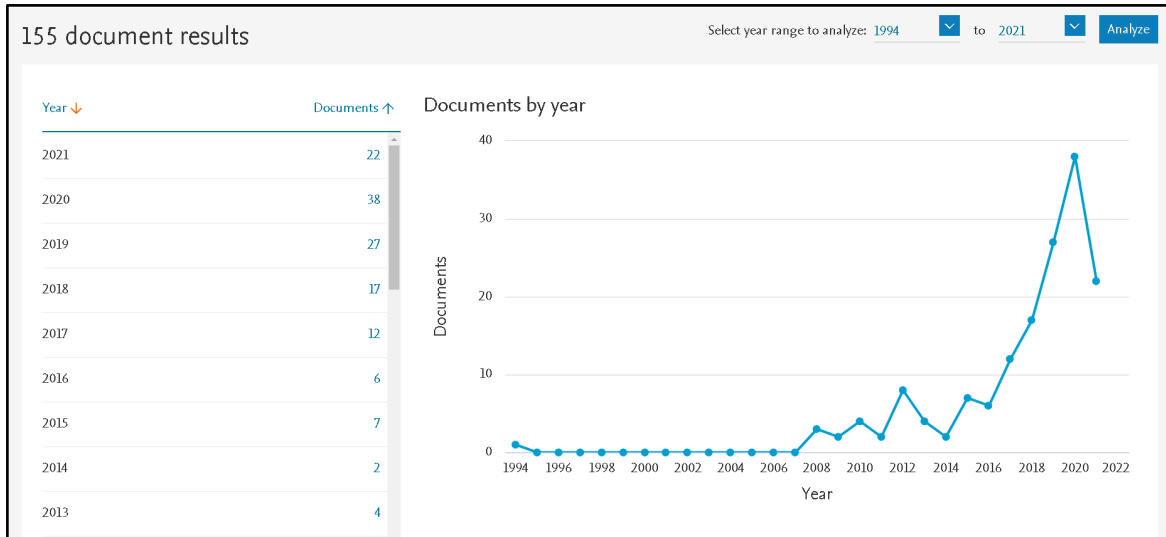 155 document results
Select year range to analyze: 1994 to 2021 Analyze
Year Documents
2021 22
2020 38
2019 27
2018 17
2017 12
2016 6
2015 7
2014 2
2013 4
Documents by year
40
30
20
10
0
Documents
1994 1996 1998 2000 2002 2004 2006 2008 2010 2012 2014 2016 2018 2020 2022
Year